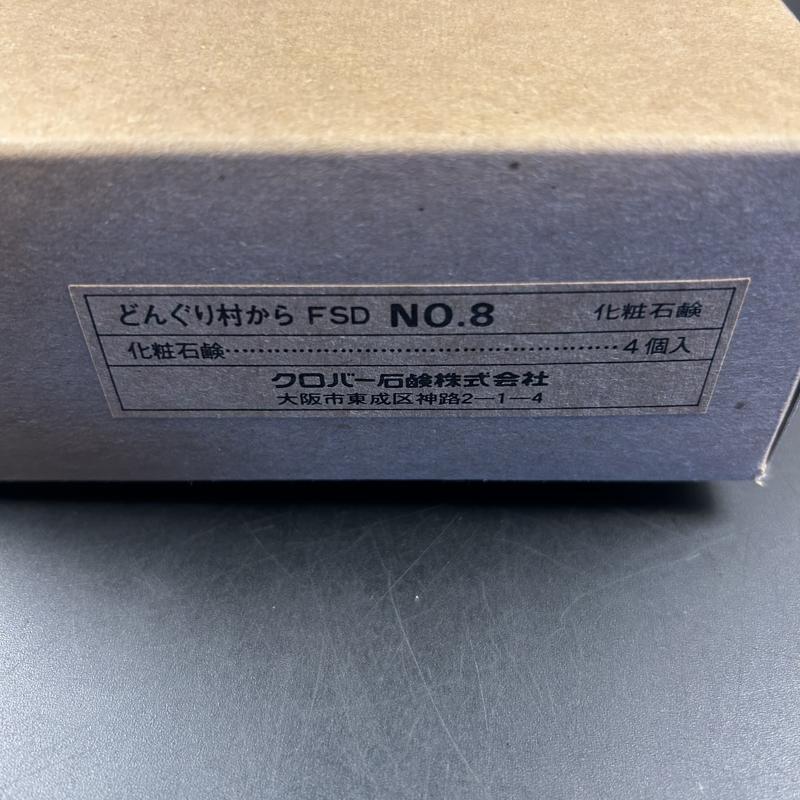 どんぐり村から FSD NO.8 化粧石鹸
化粧石鹸‥‥‥‥‥‥‥‥‥‥‥‥‥‥‥‥‥‥‥‥4個入
クロバー石鹸株式会社
大阪市東成区神路2―1―4